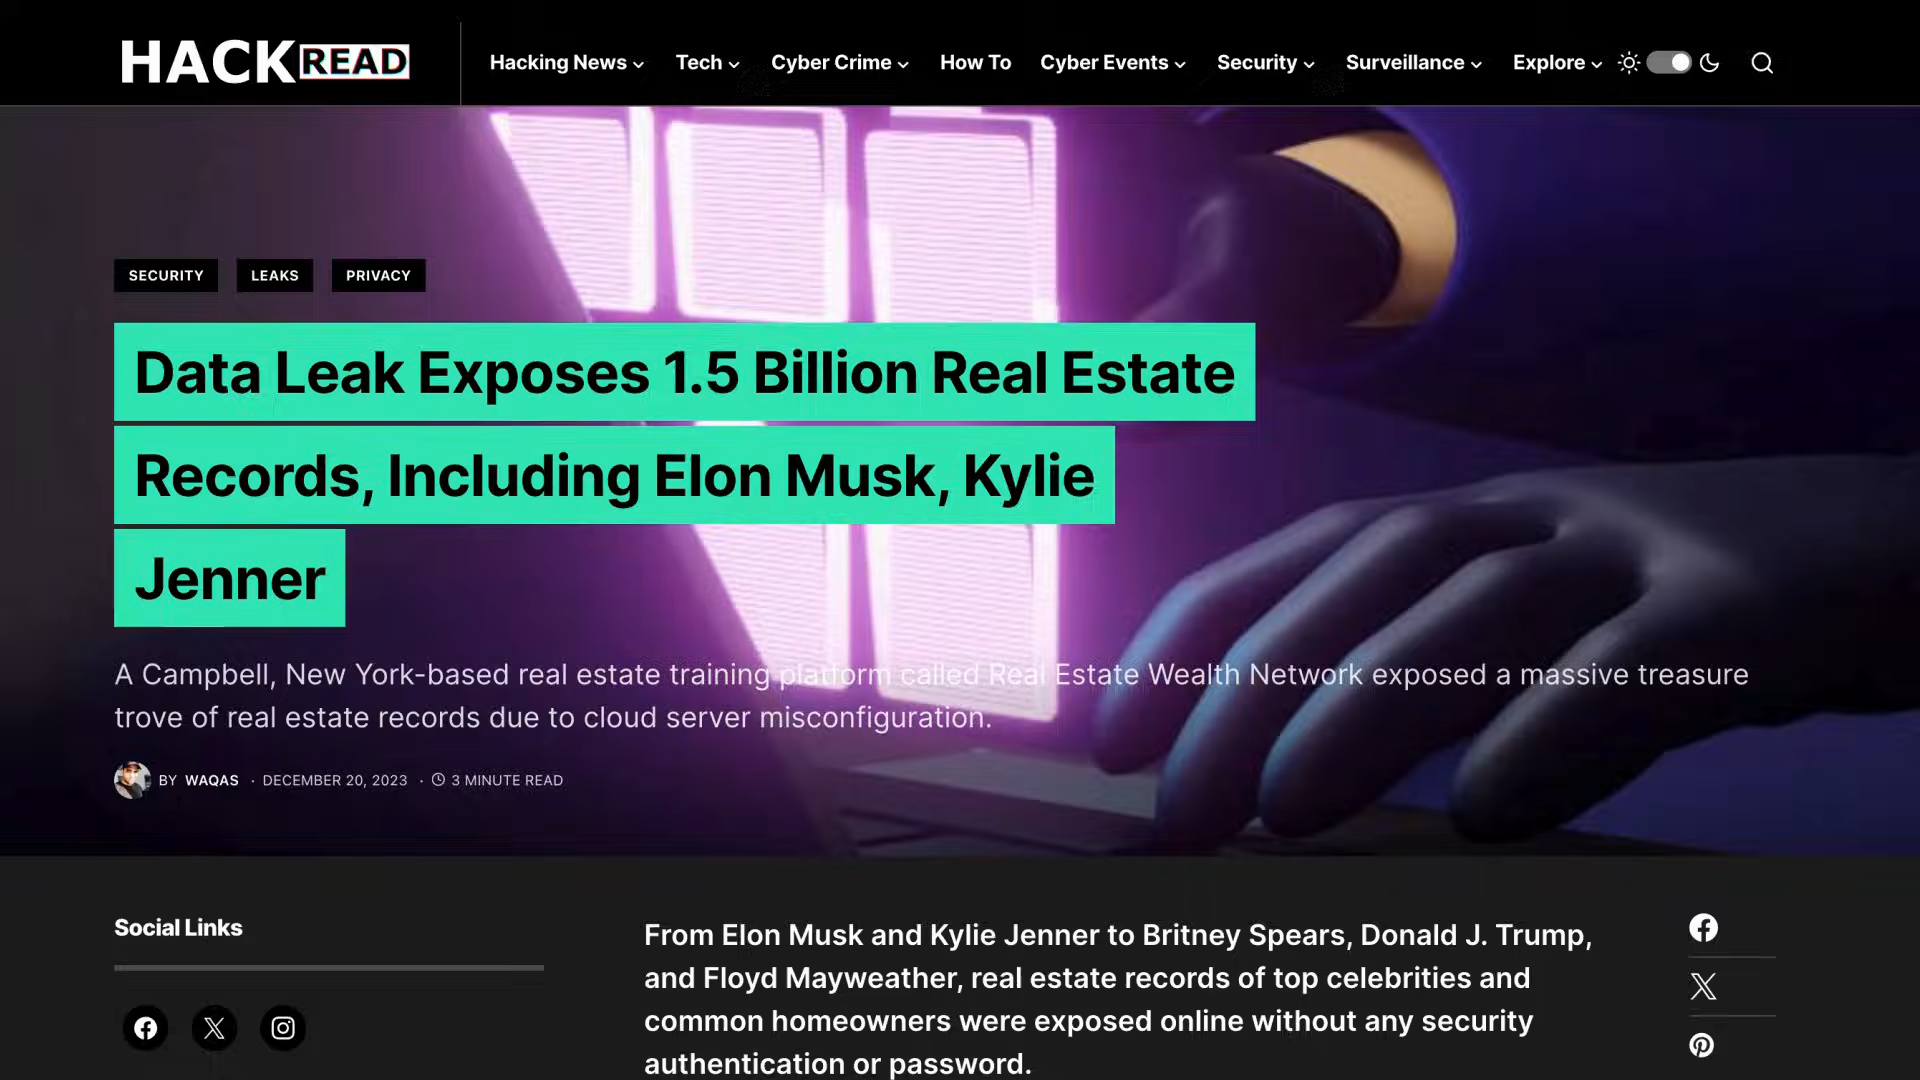 HACKREAD
Hacking News Tech Cyber Crime How To Cyber Events Security Surveillance Explore
SECURITY LEAKS PRIVACY
Data Leak Exposes 1.5 Billion Real Estate
Records, Including Elon Musk, Kylie
Jenner
A Campbell, New York-based real estate training platform called Real Estate Wealth Network exposed a massive treasure
trove of real estate records due to cloud server misconfiguration.
BY WAQAS · DECEMBER 20, 2023 · 3 MINUTE READ
Social Links
From Elon Musk and Kylie Jenner to Britney Spears, Donald J. Trump,
and Floyd Mayweather, real estate records of top celebrities and
common homeowners were exposed online without any security
authentication or password.